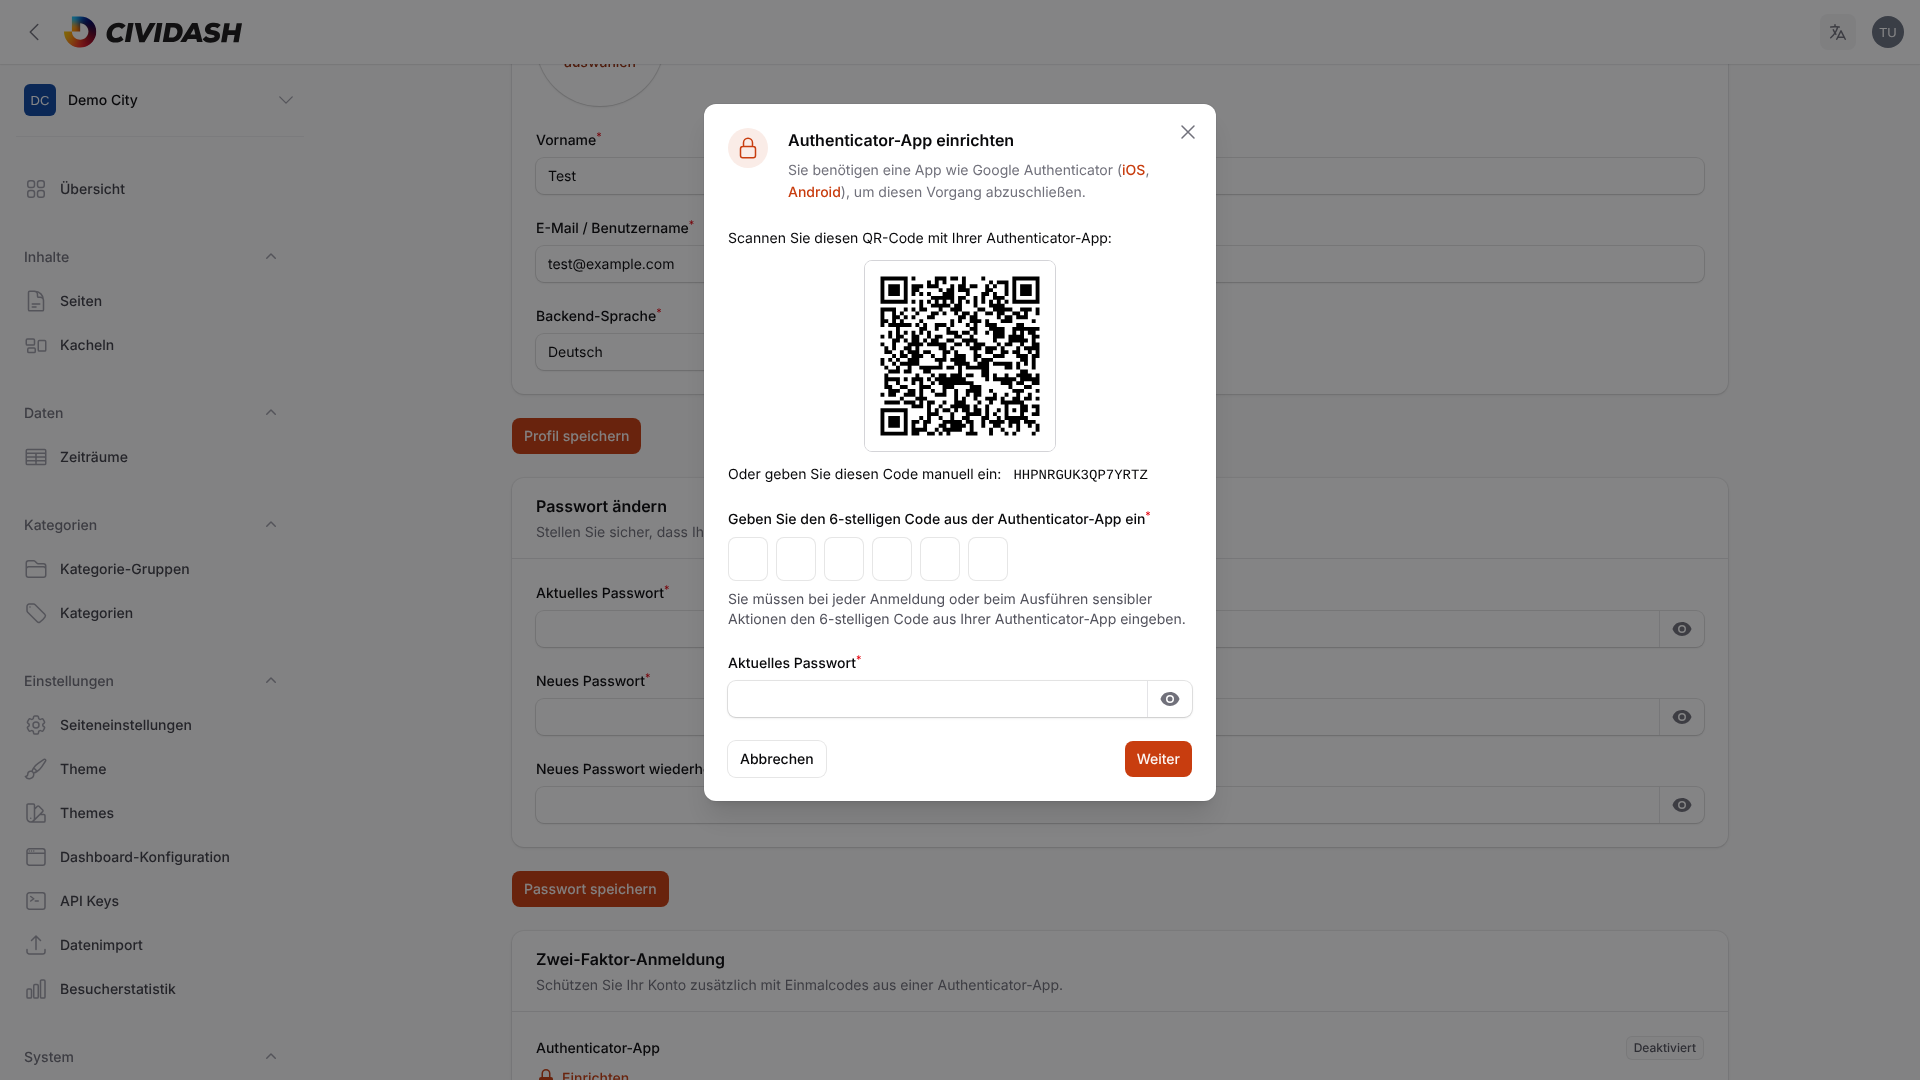 CIVIDASH
TU
DC
Demo City
Übersicht
Inhalte
Seiten
Kacheln
Daten
Zeiträume
Kategorien
Kategorie-Gruppen
Kategorien
Einstellungen
Seiteneinstellungen
Theme
Themes
Dashboard-Konfiguration
API Keys
Datenimport
Besucherstatistik
System
auswählen
Vorname*
Test
E-Mail / Benutzername*
test@example.com
Backend-Sprache*
Deutsch
Profil speichern
Passwort ändern
Stellen Sie sicher, dass Ih
Aktuelles Passwort*
Neues Passwort*
Neues Passwort wiederh
Passwort speichern
Zwei-Faktor-Anmeldung
Schützen Sie Ihr Konto zusätzlich mit Einmalcodes aus einer Authenticator-App.
Authenticator-App
Deaktiviert
Einrichten
Authenticator-App einrichten
Sie benötigen eine App wie Google Authenticator (iOS,
Android), um diesen Vorgang abzuschließen.
Scannen Sie diesen QR-Code mit Ihrer Authenticator-App:
Oder geben Sie diesen Code manuell ein: HHPNRGUK3QP7YRTZ
Geben Sie den 6-stelligen Code aus der Authenticator-App ein*
Sie müssen bei jeder Anmeldung oder beim Ausführen sensibler
Aktionen den 6-stelligen Code aus Ihrer Authenticator-App eingeben.
Aktuelles Passwort*
Abbrechen
Weiter